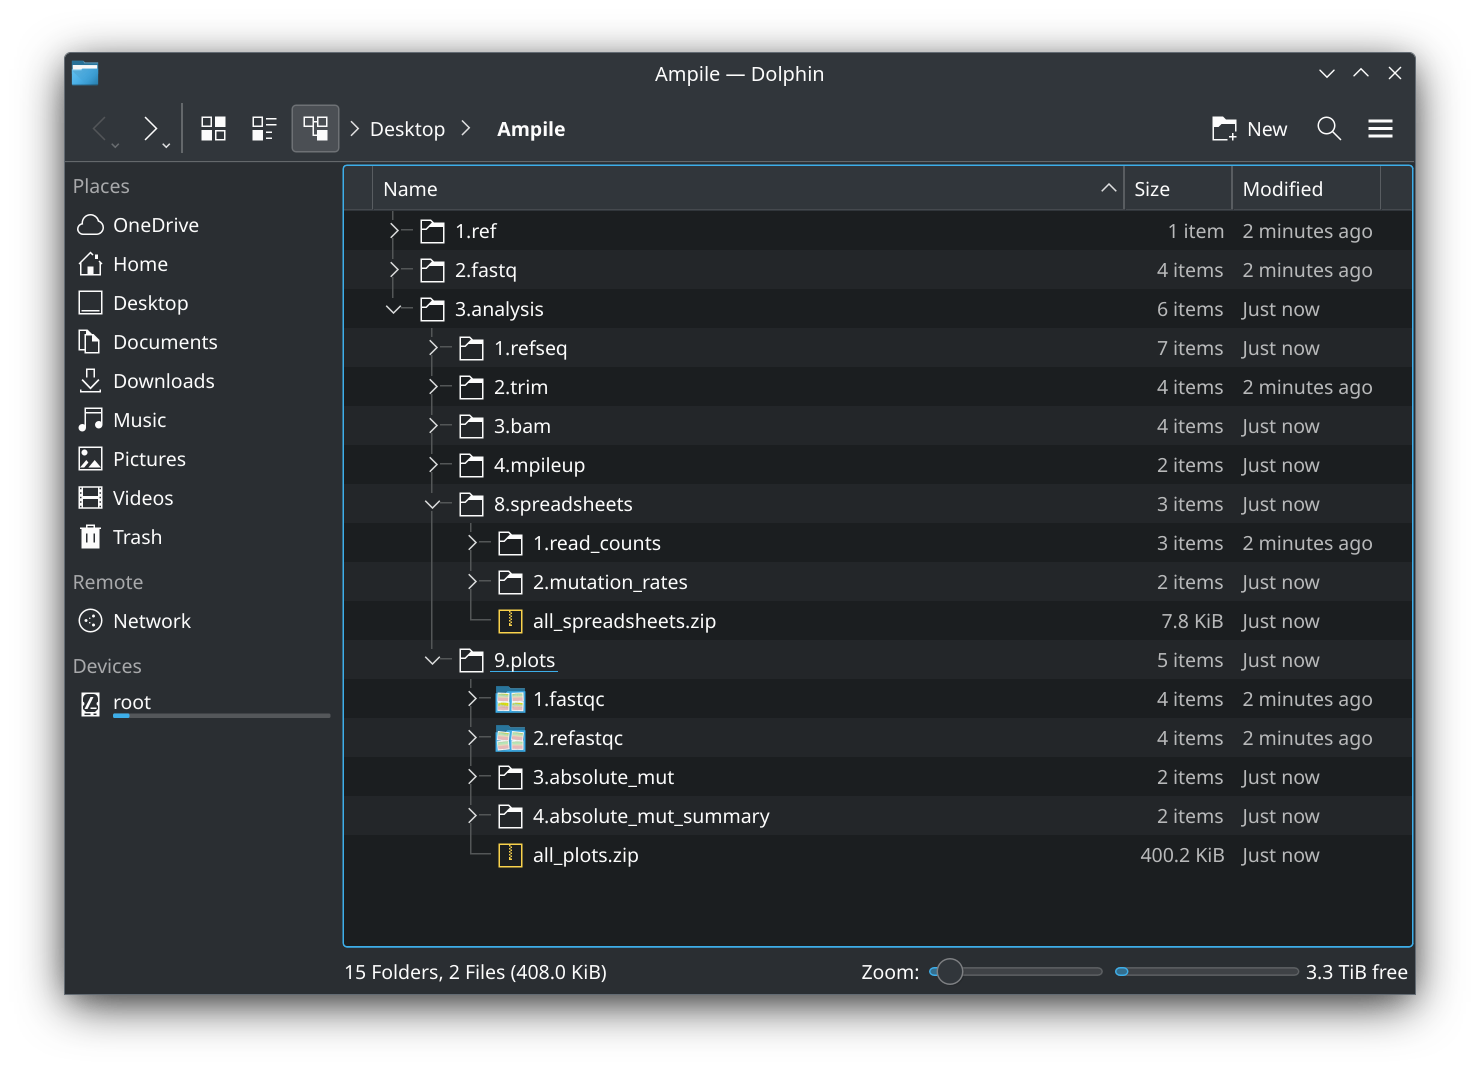 Ampile — Dolphin
Desktop Ampile New
Places
OneDrive
Home
Desktop
Documents
Downloads
Music
Pictures
Videos
Trash
Remote
Network
Devices
root
Name Size Modified
1.ref 1 item 2 minutes ago
2.fastq 4 items 2 minutes ago
3.analysis 6 items Just now
1.refseq 7 items Just now
2.trim 4 items 2 minutes ago
3.bam 4 items Just now
4.mpileup 2 items Just now
8.spreadsheets 3 items Just now
1.read_counts 3 items 2 minutes ago
2.mutation_rates 2 items Just now
all_spreadsheets.zip 7.8 KiB Just now
9.plots 5 items Just now
1.fastqc 4 items 2 minutes ago
2.refastqc 4 items 2 minutes ago
3.absolute_mut 2 items Just now
4.absolute_mut_summary 2 items Just now
all_plots.zip 400.2 KiB Just now
15 Folders, 2 Files (408.0 KiB) Zoom: 3.3 TiB free